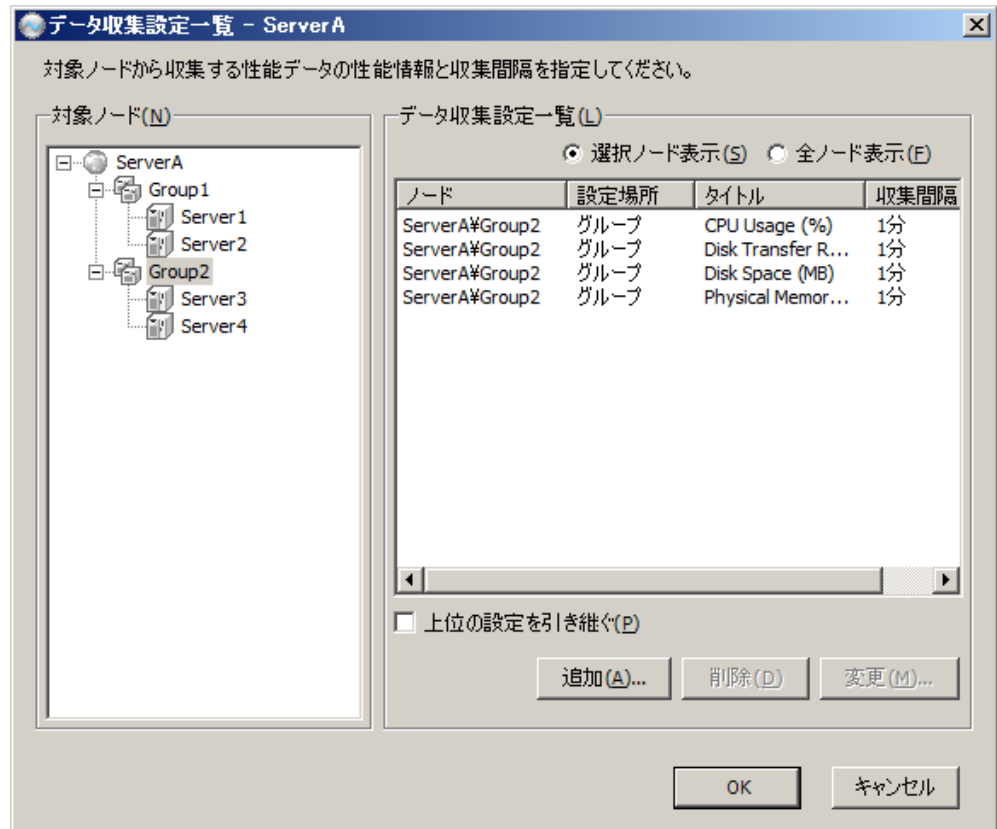 データ収集設定一覧 - ServerA
対象ノードから収集する性能データの性能情報と収集間隔を指定してください。
対象ノード(N)
ServerA
Group1
Server1
Server2
Group2
Server3
Server4
データ収集設定一覧(L)
選択ノード表示(S) 全ノード表示(F)
ノード 設定場所 タイトル 収集間隔
ServerA¥Group2 グループ CPU Usage (%) 1分
ServerA¥Group2 グループ Disk Transfer R... 1分
ServerA¥Group2 グループ Disk Space (MB) 1分
ServerA¥Group2 グループ Physical Memor... 1分
上位の設定を引き継ぐ(P)
追加(A)... 削除(D) 変更(M)...
OK キャンセル